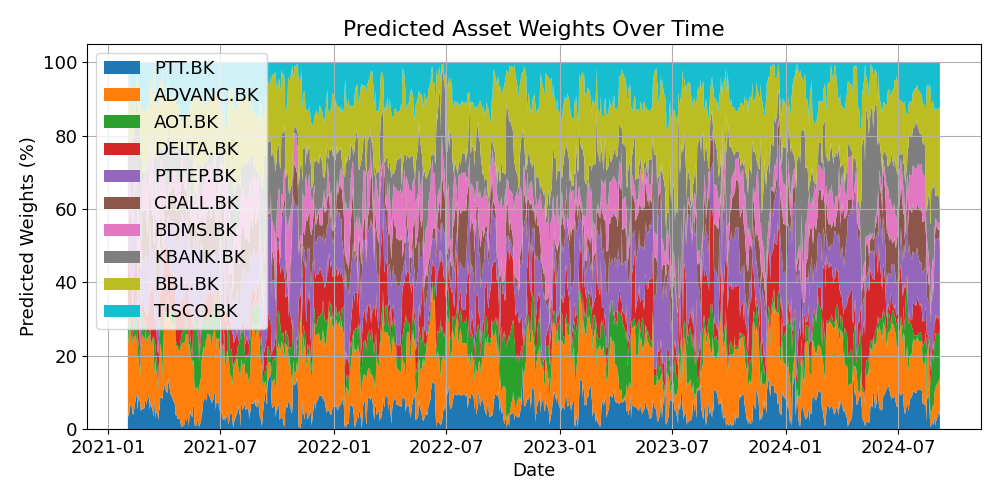 Predicted Asset Weights Over Time
Predicted Weights (%)
100
80
60
40
20
0
PTT.BK
ADVANC.BK
AOT.BK
DELTA.BK
PTTEP.BK
CPALL.BK
BDMS.BK
KBANK.BK
BBL.BK
TISCO.BK
2021-01 2021-07 2022-01 2022-07 2023-01 2023-07 2024-01 2024-07
Date